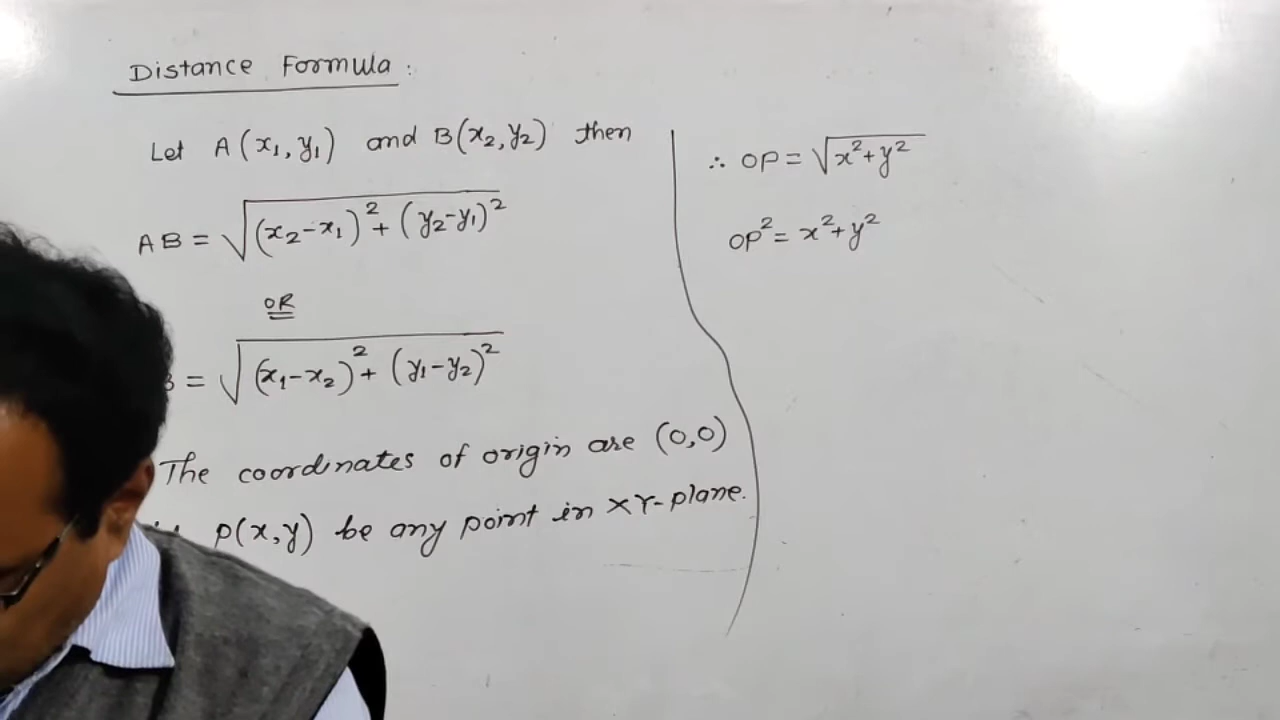 Distance Formula :
Let A(x₁, y₁) and B(x₂, y₂) then
AB = √((x₂-x₁)² + (y₂-y₁)²)
OR
= √((x₁-x₂)² + (y₁-y₂)²)
The coordinates of origin are (0,0)
P(x,y) be any point in XY-plane.
∴ OP = √(x²+y²)
OP² = x²+y²